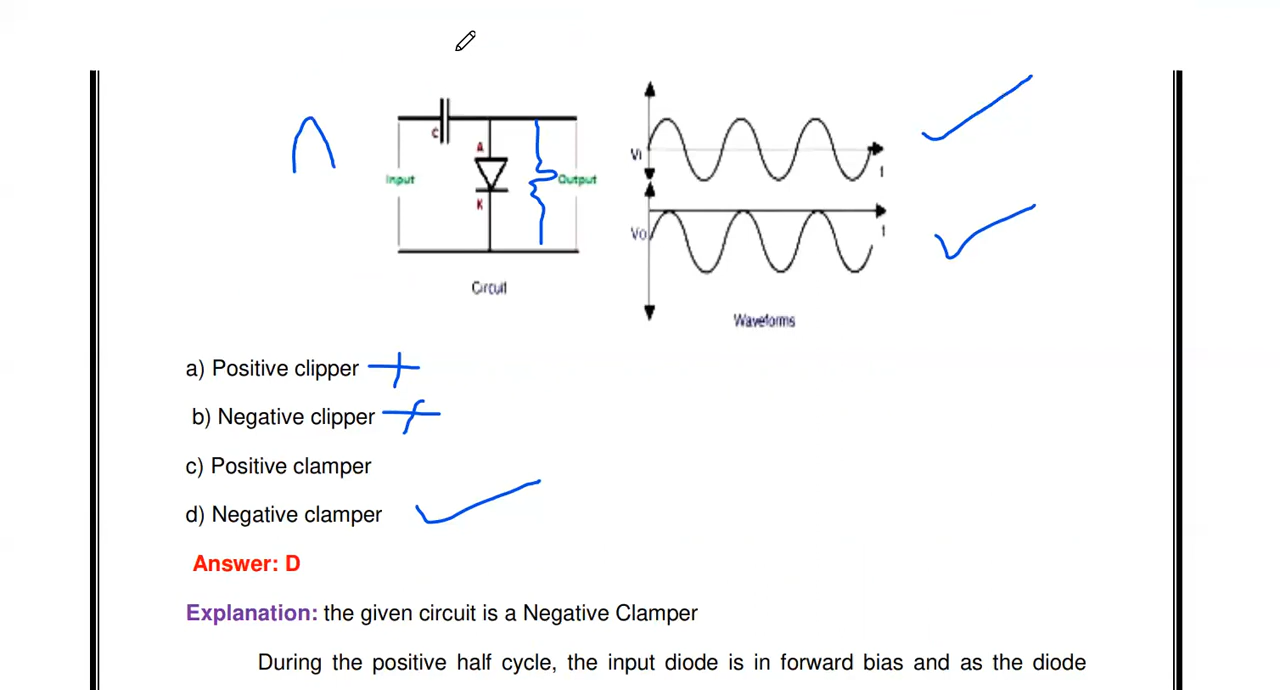 C
A
Input
Output
K
Circuit
Vi
t
Vo
t
Waveforms
a) Positive clipper
b) Negative clipper
c) Positive clamper
d) Negative clamper
Answer: D
Explanation: the given circuit is a Negative Clamper
During the positive half cycle, the input diode is in forward bias and as the diode